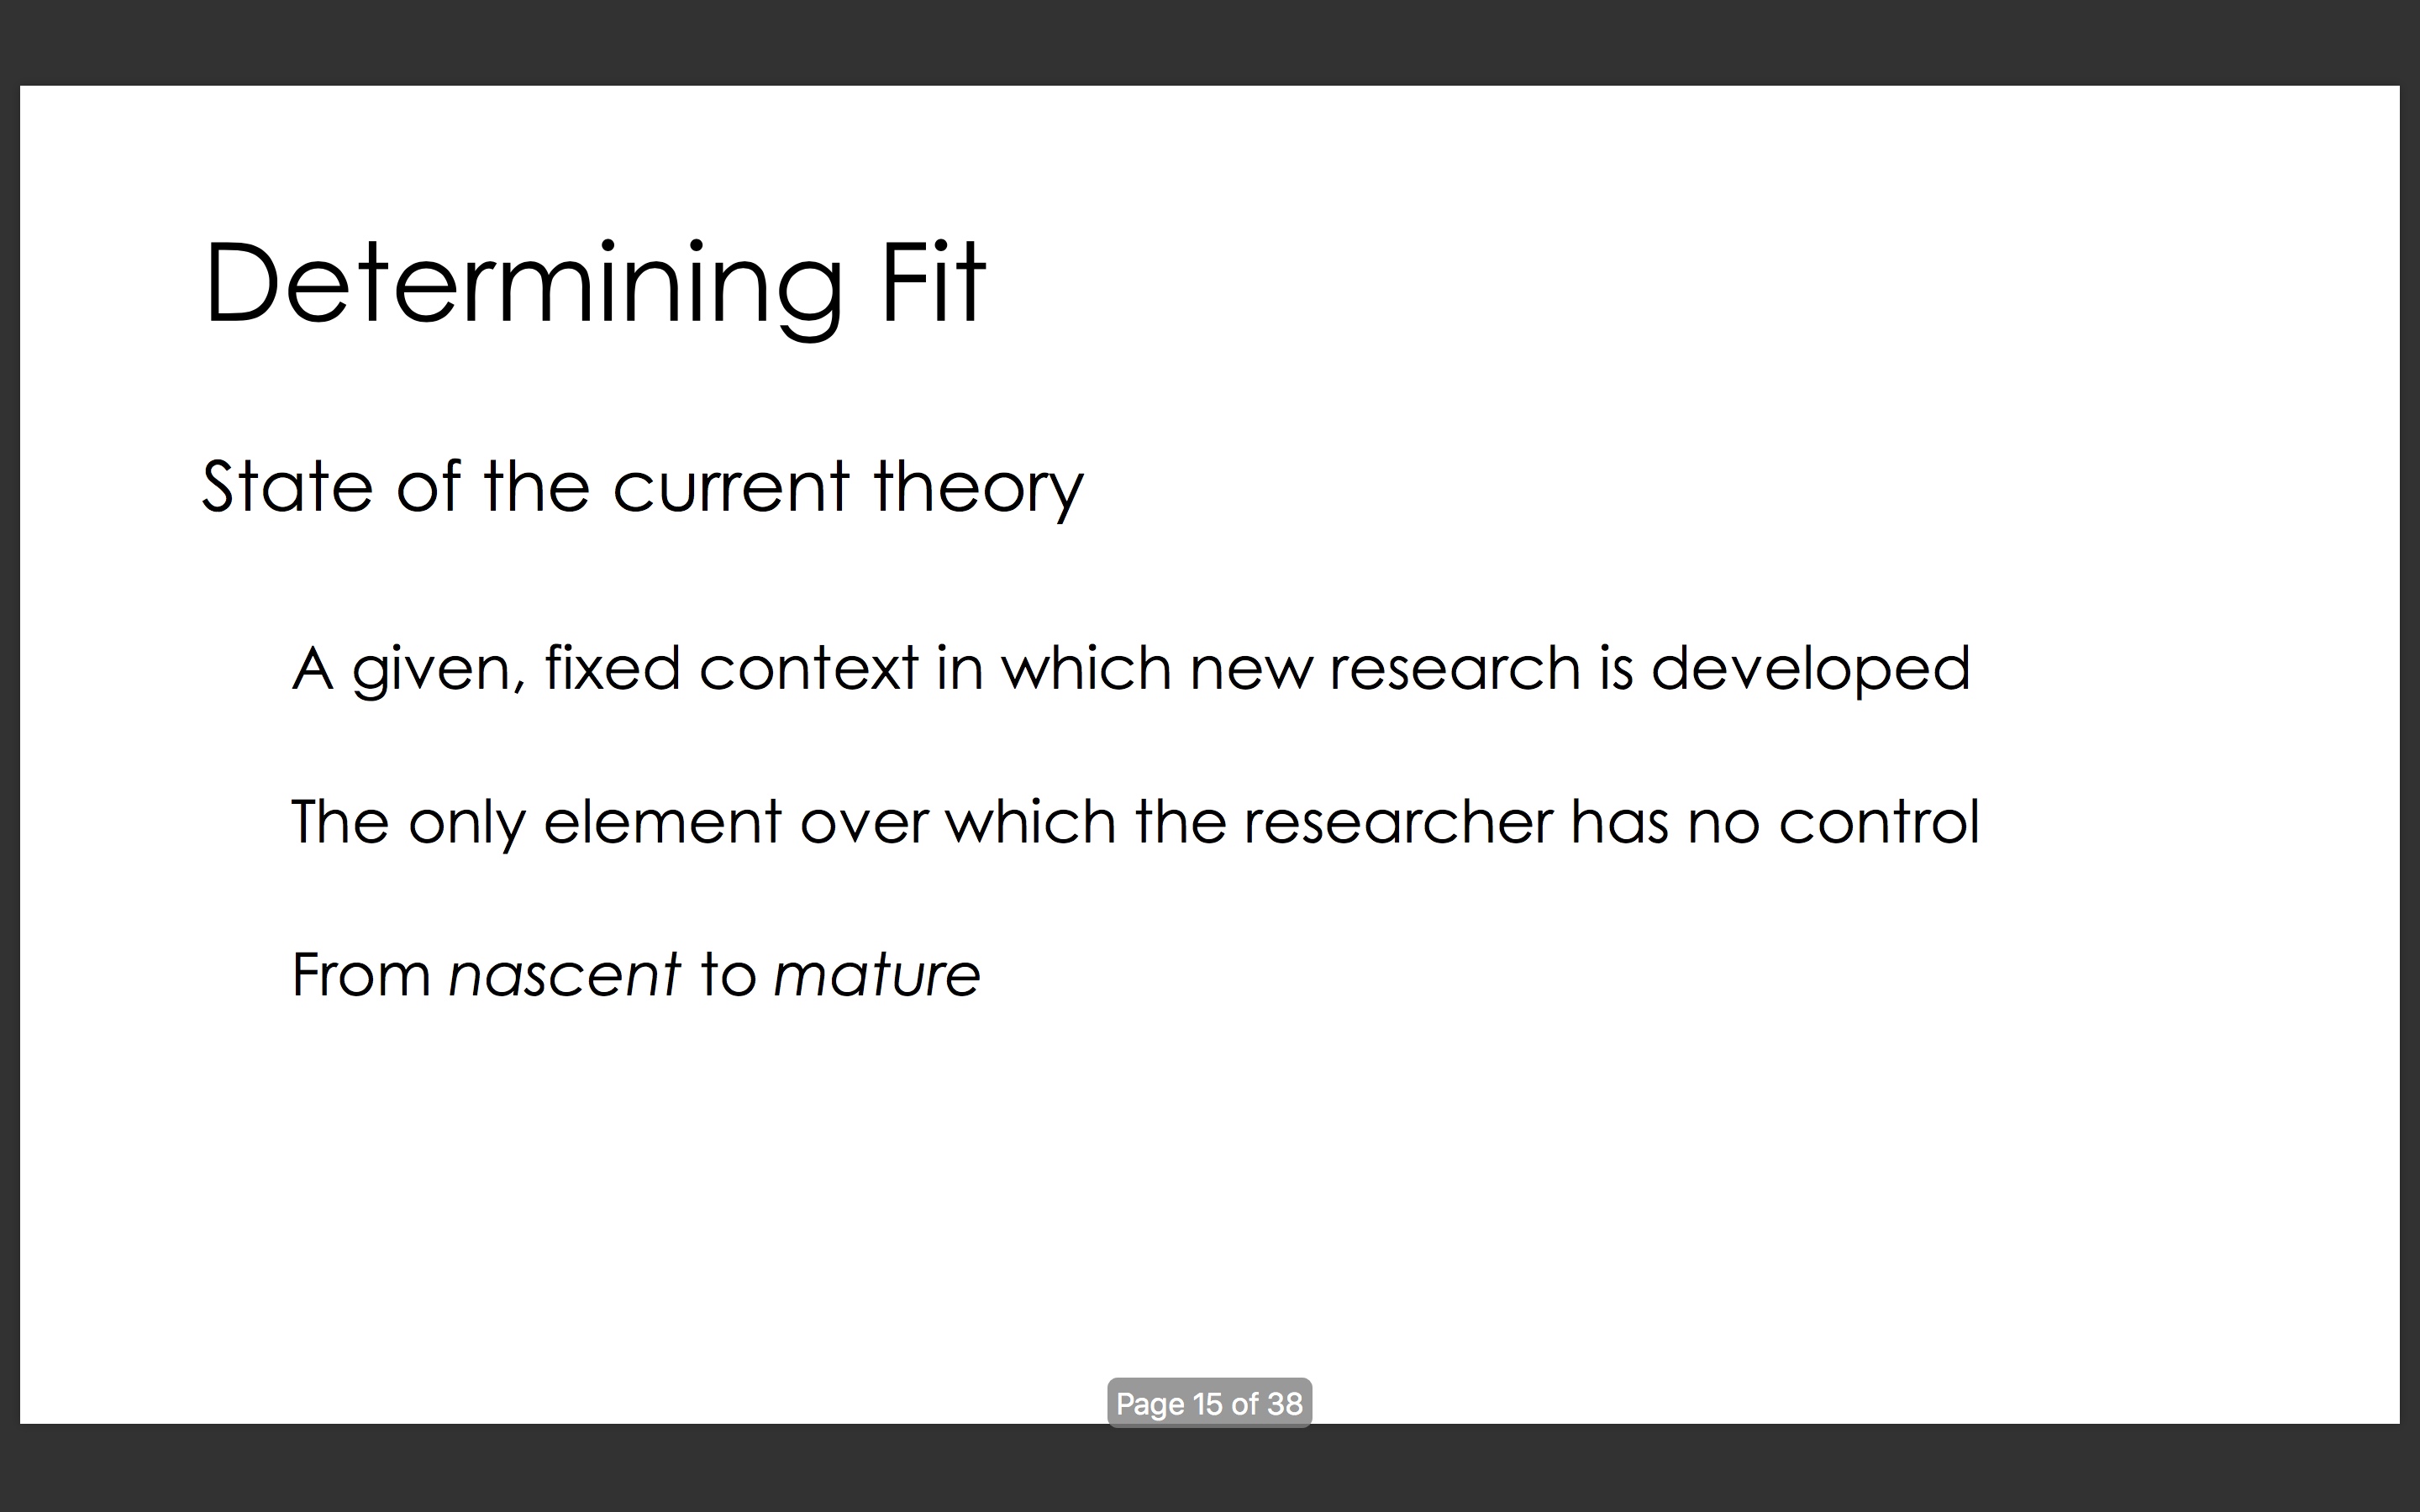 Determining Fit
State of the current theory
A given, fixed context in which new research is developed
The only element over which the researcher has no control
From nascent to mature
Page 15 of 38